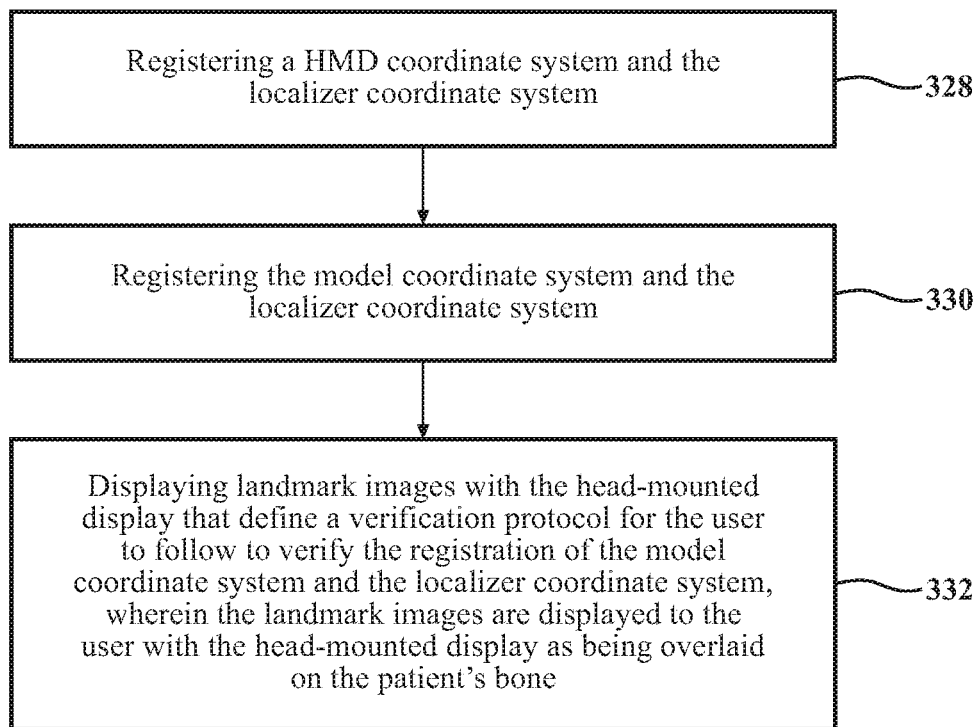 Registering a HMD coordinate system and the
localizer coordinate system
328
Registering the model coordinate system and the
localizer coordinate system
330
Displaying landmark images with the head-mounted
display that define a verification protocol for the user
to follow to verify the registration of the model
coordinate system and the localizer coordinate system,
wherein the landmark images are displayed to the
user with the head-mounted display as being overlaid
on the patient's bone
332